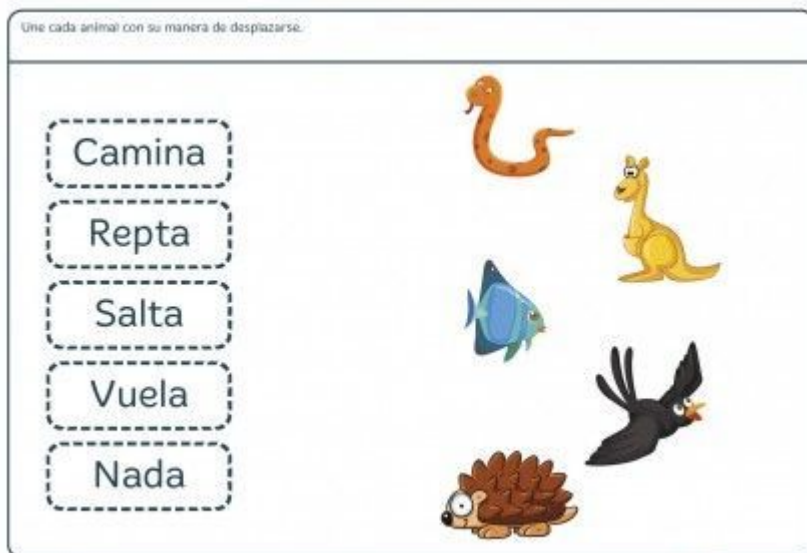 Une cada animal con su manera de desplazarse.
Camina
Repta
Salta
Vuela
Nada